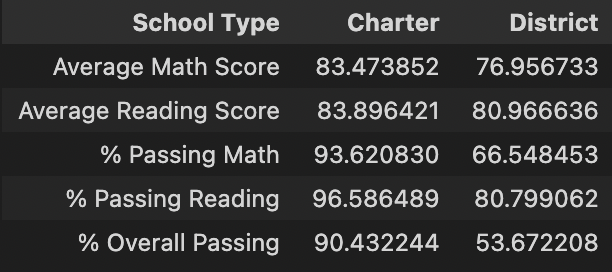 School Type Charter District
Average Math Score 83.473852 76.956733
Average Reading Score 83.896421 80.966636
% Passing Math 93.620830 66.548453
% Passing Reading 96.586489 80.799062
% Overall Passing 90.432244 53.672208